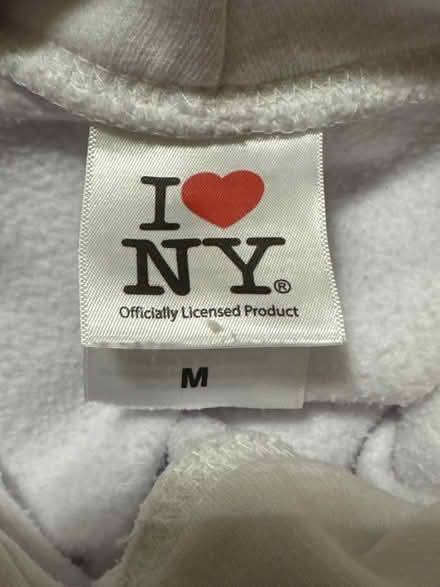 I ❤
NY®
Officially Licensed Product
M